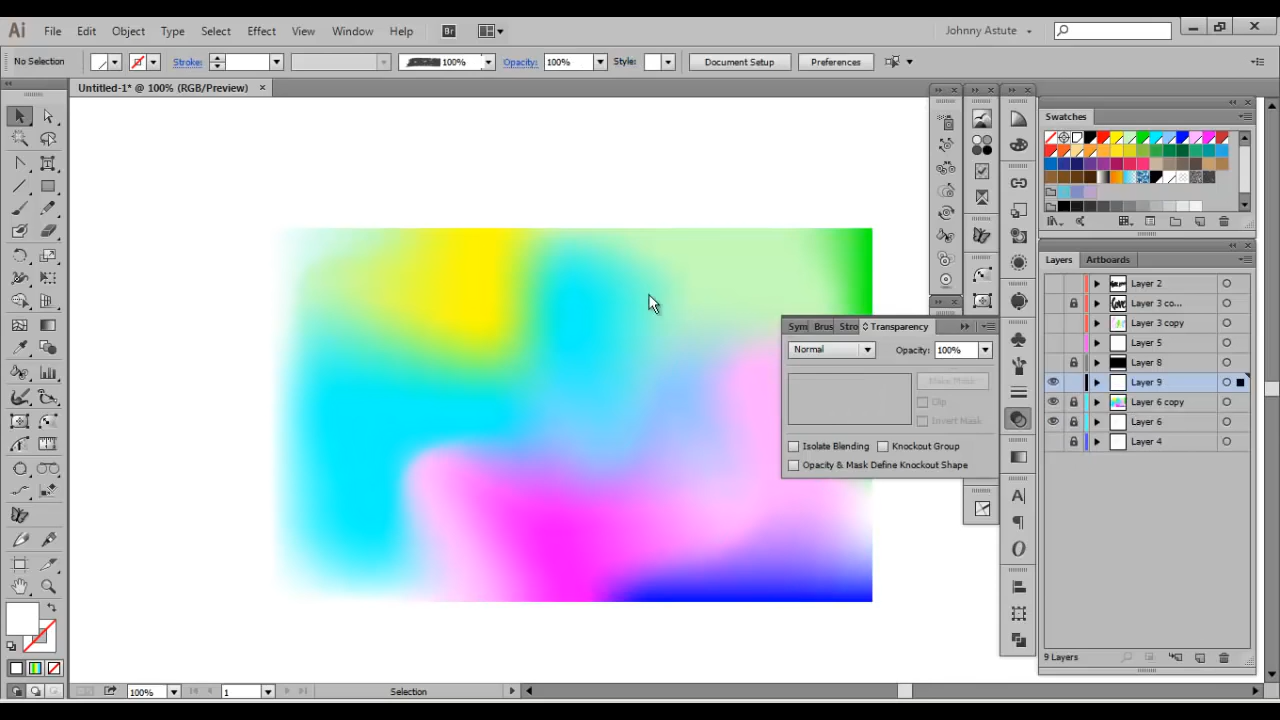 Ai File Edit Object Type Select Effect View Window Help Br Johnny Astute
No Selection Stroke: 100% Opacity: 100% Style: Document Setup Preferences
Untitled-1* @ 100% (RGB/Preview)
Swatches
Layers Artboards
Layer 2
Layer 3 co...
Layer 3 copy
Layer 5
Layer 8
Layer 9
Layer 6 copy
Layer 6
Layer 4
Sym Brus Stro Transparency
Normal Opacity: 100%
Make Mask
Clip
Invert Mask
Isolate Blending Knockout Group
Opacity & Mask Define Knockout Shape
9 Layers
100% 1 Selection